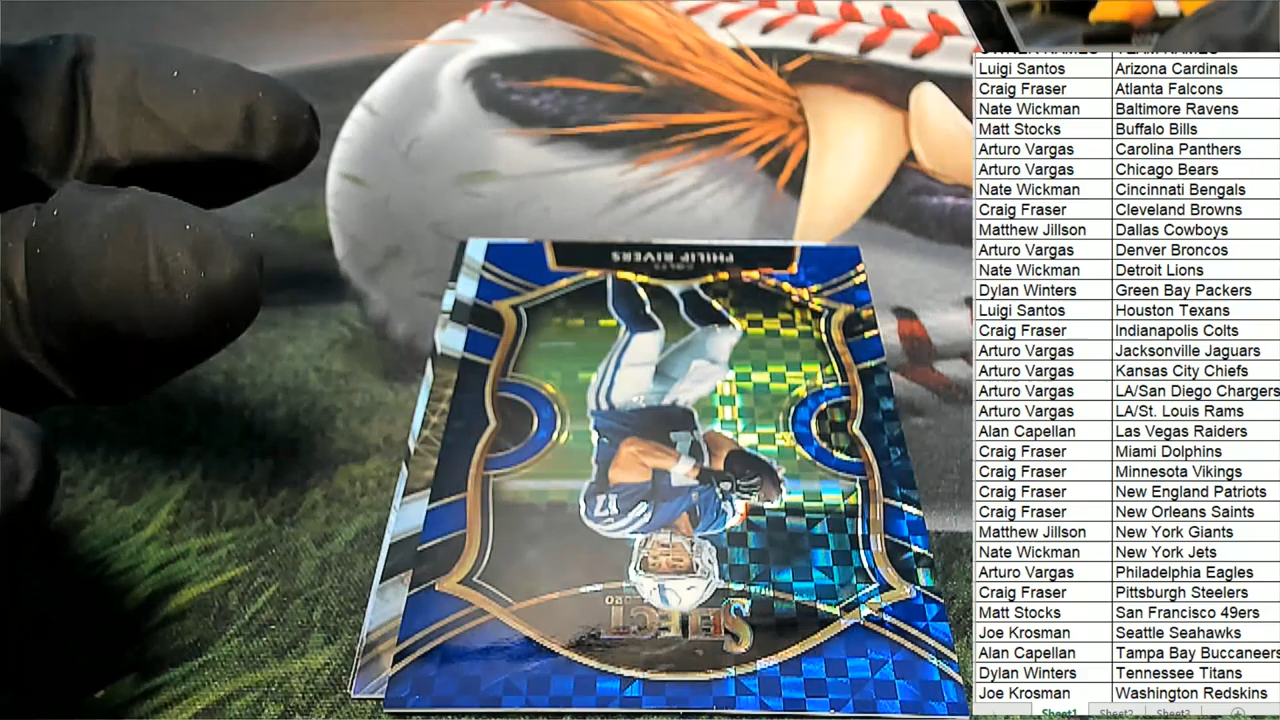 Luigi Santos Arizona Cardinals
Craig Fraser Atlanta Falcons
Nate Wickman Baltimore Ravens
Matt Stocks Buffalo Bills
Arturo Vargas Carolina Panthers
Arturo Vargas Chicago Bears
Nate Wickman Cincinnati Bengals
Craig Fraser Cleveland Browns
Matthew Jillson Dallas Cowboys
Arturo Vargas Denver Broncos
Nate Wickman Detroit Lions
Dylan Winters Green Bay Packers
Luigi Santos Houston Texans
Craig Fraser Indianapolis Colts
Arturo Vargas Jacksonville Jaguars
Arturo Vargas Kansas City Chiefs
Arturo Vargas LA/San Diego Chargers
Arturo Vargas LA/St. Louis Rams
Alan Capellan Las Vegas Raiders
Craig Fraser Miami Dolphins
Craig Fraser Minnesota Vikings
Craig Fraser New England Patriots
Craig Fraser New Orleans Saints
Matthew Jillson New York Giants
Nate Wickman New York Jets
Arturo Vargas Philadelphia Eagles
Craig Fraser Pittsburgh Steelers
Matt Stocks San Francisco 49ers
Joe Krosman Seattle Seahawks
Alan Capellan Tampa Bay Buccaneers
Dylan Winters Tennessee Titans
Joe Krosman Washington Redskins
Sheet1 Sheet2 Sheet3
COLTS
PHILIP RIVERS
17
SELECT